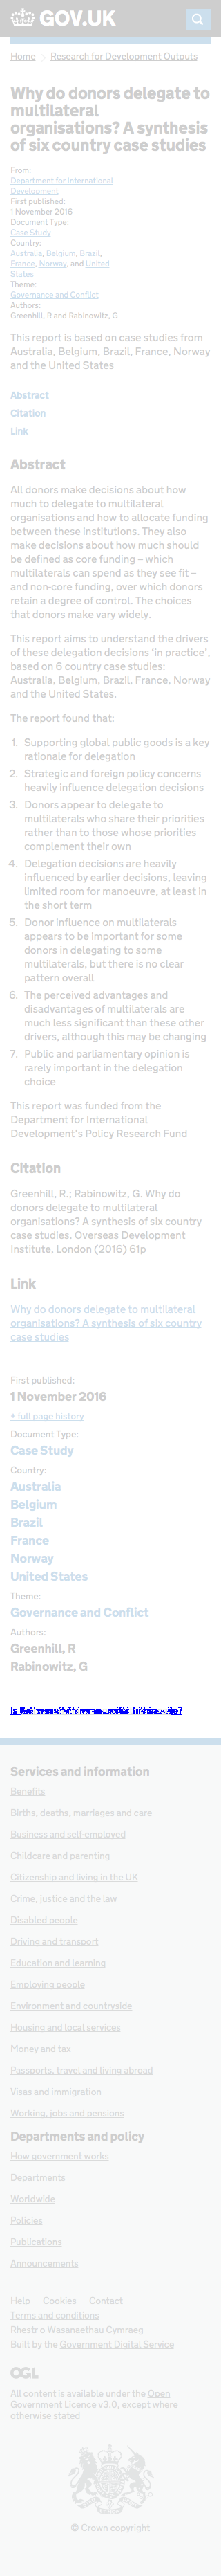 GOV.UK
Home Research for Development Outputs
Why do donors delegate to
multilateral
organisations? A synthesis of
six country case studies
From:
Department for International
Development
First published:
1 November 2016
Document Type:
Case Study
Country:
Australia, Belgium, Brazil,
France, Norway, and United
States
Theme:
Governance and Conflict
Authors:
Greenhill, R and Rabinowitz, G
This report is based on case studies from
Australia, Belgium, Brazil, France, Norway
and the United States
Abstract
Citation
Link
Abstract
All donors make decisions about how
much to delegate to multilateral
organisations and how to allocate funding
between these institutions. They also
make decisions about how much should
be defined as core funding – which
multilaterals can spend as they see fit –
and non-core funding, over which donors
retain a degree of control. The choices
that donors make vary widely.
This report aims to understand the drivers
of these delegation decisions 'in practice',
based on 6 country case studies:
Australia, Belgium, Brazil, France, Norway
and the United States.
The report found that:
1. Supporting global public goods is a key
rationale for delegation
2. Strategic and foreign policy concerns
heavily influence delegation decisions
3. Donors appear to delegate to
multilaterals who share their priorities
rather than to those whose priorities
complement their own
4. Delegation decisions are heavily
influenced by earlier decisions, leaving
limited room for manoeuvre, at least in
the short term
5. Donor influence on multilaterals
appears to be important for some
donors in delegating to some
multilaterals, but there is no clear
pattern overall
6. The perceived advantages and
disadvantages of multilaterals are
much less significant than these other
drivers, although this may be changing
7. Public and parliamentary opinion is
rarely important in the delegation
choice
This report was funded from the
Department for International
Development's Policy Research Fund
Citation
Greenhill, R.; Rabinowitz, G. Why do
donors delegate to multilateral
organisations? A synthesis of six country
case studies. Overseas Development
Institute, London (2016) 61p
Link
Why do donors delegate to multilateral
organisations? A synthesis of six country
case studies
First published:
1 November 2016
+ full page history
Document Type:
Case Study
Country:
Australia
Belgium
Brazil
France
Norway
United States
Theme:
Governance and Conflict
Authors:
Greenhill, R
Rabinowitz, G
Services and information
Benefits
Births, deaths, marriages and care
Business and self-employed
Childcare and parenting
Citizenship and living in the UK
Crime, justice and the law
Disabled people
Driving and transport
Education and learning
Employing people
Environment and countryside
Housing and local services
Money and tax
Passports, travel and living abroad
Visas and immigration
Working, jobs and pensions
Departments and policy
How government works
Departments
Worldwide
Policies
Publications
Announcements
Help Cookies Contact
Terms and conditions
Rhestr o Wasanaethau Cymraeg
Built by the Government Digital Service
OGL
All content is available under the Open
Government Licence v3.0, except where
otherwise stated
© Crown copyright